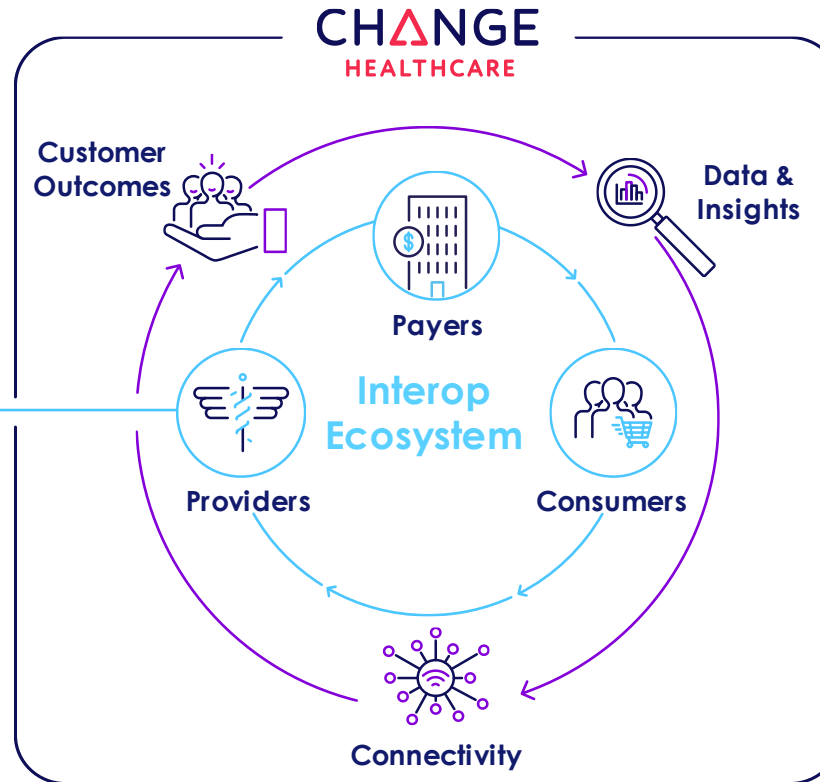 CHANGE
HEALTHCARE
Customer
Outcomes
Data &
Insights
$
Payers
Interop
Ecosystem
Providers
Consumers
Connectivity